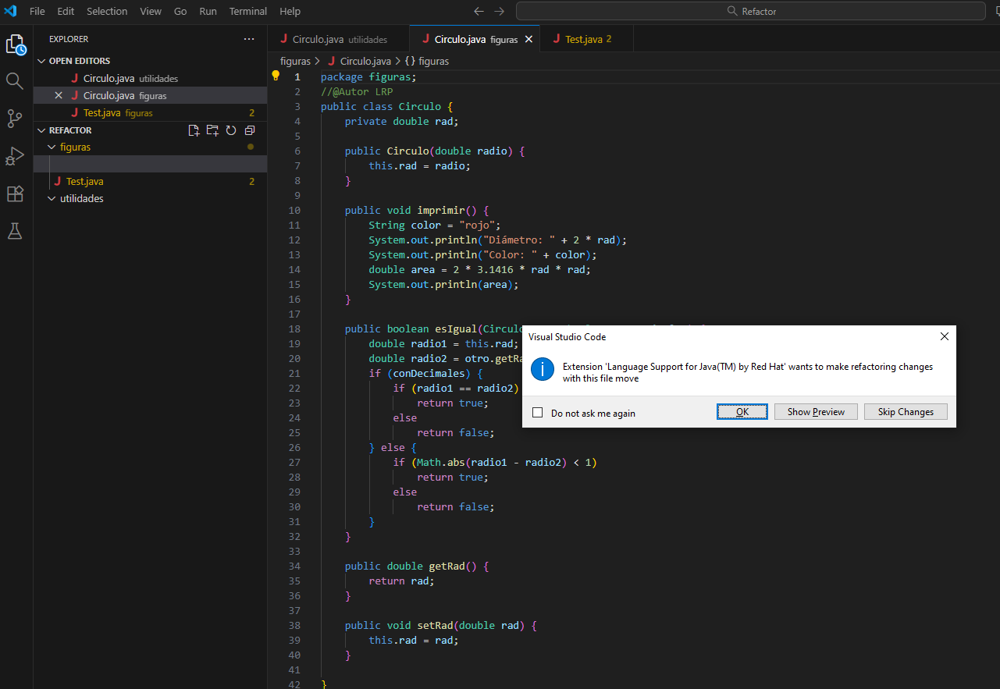 File Edit Selection View Go Run Terminal Help
Refactor
EXPLORER
OPEN EDITORS
Circulo.java utilidades
Circulo.java figuras
Test.java figuras 2
REFACTOR
figuras
Test.java 2
utilidades
Circulo.java utilidades
Circulo.java figuras
Test.java 2
figuras > Circulo.java > {} figuras
1 package figuras;
2 //@Autor LRP
3 public class Circulo {
4 private double rad;
5
6 public Circulo(double radio) {
7 this.rad = radio;
8 }
9
10 public void imprimir() {
11 String color = "rojo";
12 System.out.println("Diámetro: " + 2 * rad);
13 System.out.println("Color: " + color);
14 double area = 2 * 3.1416 * rad * rad;
15 System.out.println(area);
16 }
17
18 public boolean esIgual(Circulo
19 double radio1 = this.rad;
20 double radio2 = otro.getRa
21 if (conDecimales) {
22 if (radio1 == radio2)
23 return true;
24 else
25 return false;
26 } else {
27 if (Math.abs(radio1 - radio2) < 1)
28 return true;
29 else
30 return false;
31 }
32 }
33
34 public double getRad() {
35 return rad;
36 }
37
38 public void setRad(double rad) {
39 this.rad = rad;
40 }
41
42 }
Visual Studio Code
Extension 'Language Support for Java(TM) by Red Hat' wants to make refactoring changes
with this file move
Do not ask me again
OK
Show Preview
Skip Changes